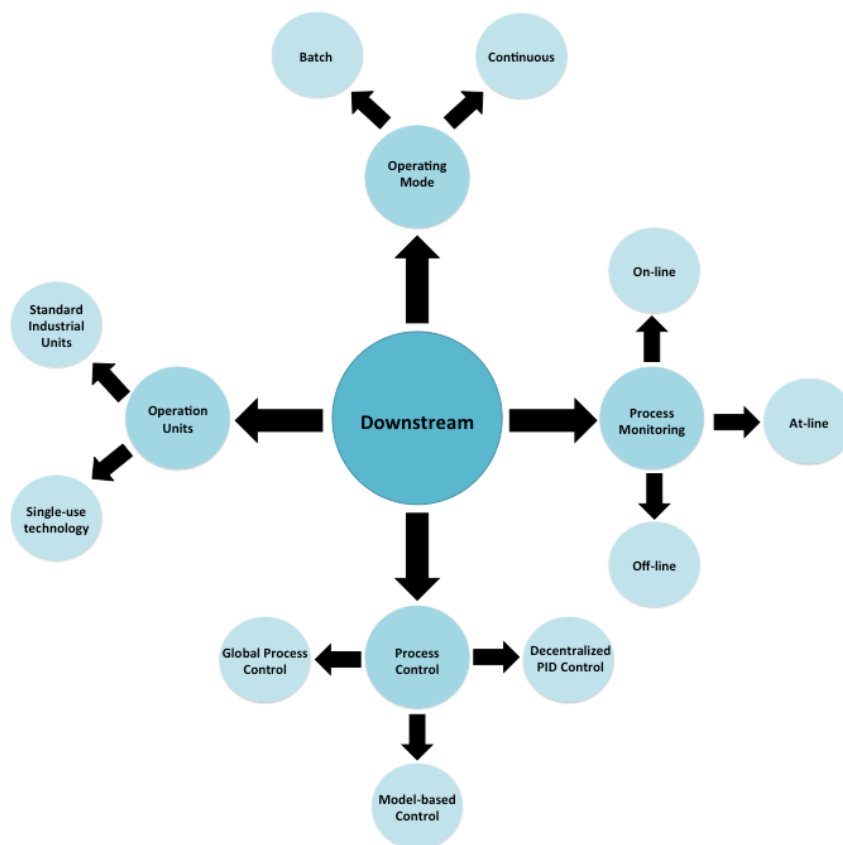 Batch
Continuous
Operating
Mode
On-line
Standard
Industrial
Units
Operation
Units
Downstream
Process
Monitoring
At-line
Single-use
technology
Off-line
Global Process
Control
Process
Control
Decentralized
PID Control
Model-based
Control